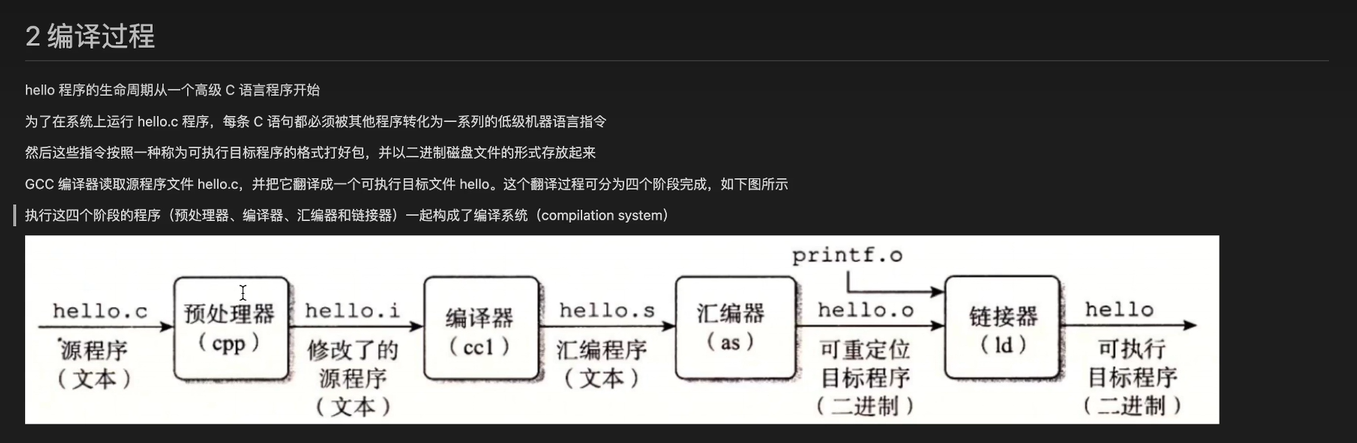 2 编译过程
hello 程序的生命周期从一个高级 C 语言程序开始
为了在系统上运行 hello.c 程序，每条 C 语句都必须被其他程序转化为一系列的低级机器语言指令
然后这些指令按照一种称为可执行目标程序的格式打好包，并以二进制磁盘文件的形式存放起来
GCC 编译器读取源程序文件 hello.c，并把它翻译成一个可执行目标文件 hello。这个翻译过程可分为四个阶段完成，如下图所示
执行这四个阶段的程序（预处理器、编译器、汇编器和链接器）一起构成了编译系统（compilation system）
hello.c
源程序
（文本）
预处理器
（cpp）
hello.i
修改了的
源程序
（文本）
编译器
（cc1）
hello.s
汇编程序
（文本）
汇编器
（as）
printf.o
hello.o
可重定位
目标程序
（二进制）
链接器
（ld）
hello
可执行
目标程序
（二进制）